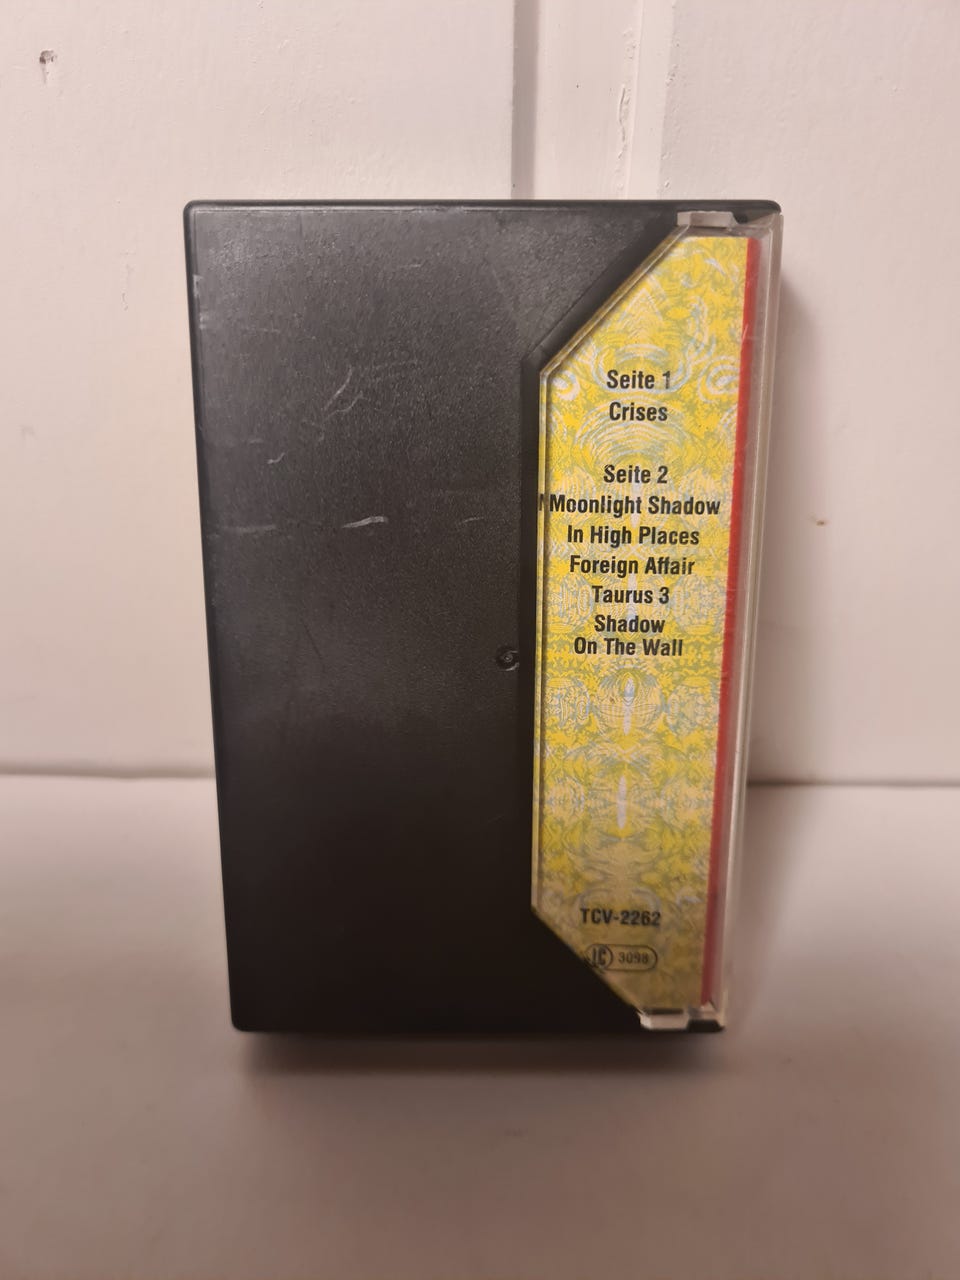 Seite 1
Crises
Seite 2
Moonlight Shadow
In High Places
Foreign Affair
Taurus 3
Shadow
On The Wall
TCV-2262
LC 3098